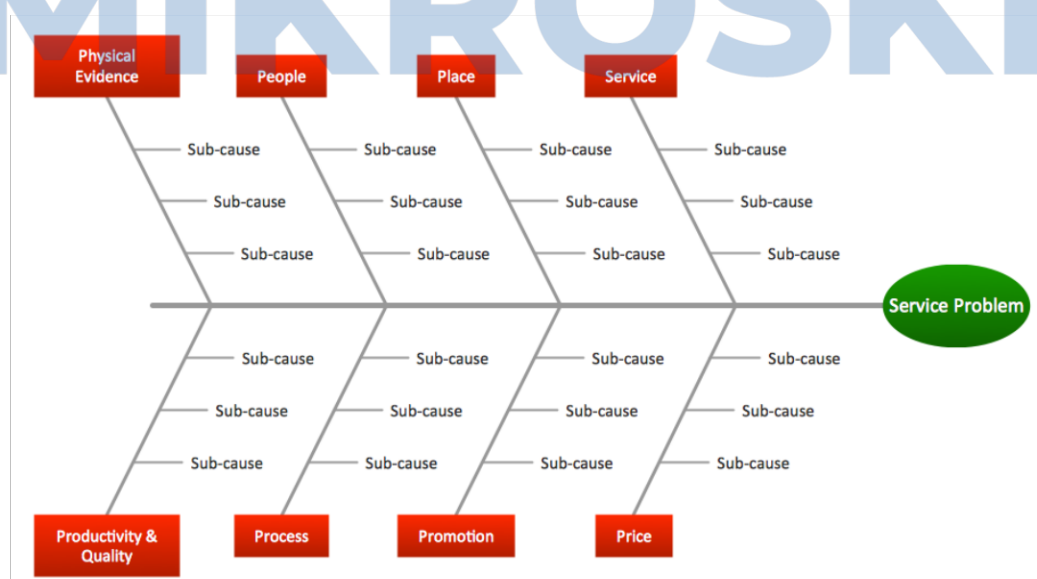 MIKROSKI
Physical
Evidence
People
Place
Service
Sub-cause
Sub-cause
Sub-cause
Sub-cause
Sub-cause
Sub-cause
Sub-cause
Sub-cause
Sub-cause
Sub-cause
Sub-cause
Sub-cause
Service Problem
Sub-cause
Sub-cause
Sub-cause
Sub-cause
Sub-cause
Sub-cause
Sub-cause
Sub-cause
Sub-cause
Sub-cause
Sub-cause
Sub-cause
Productivity &
Quality
Process
Promotion
Price